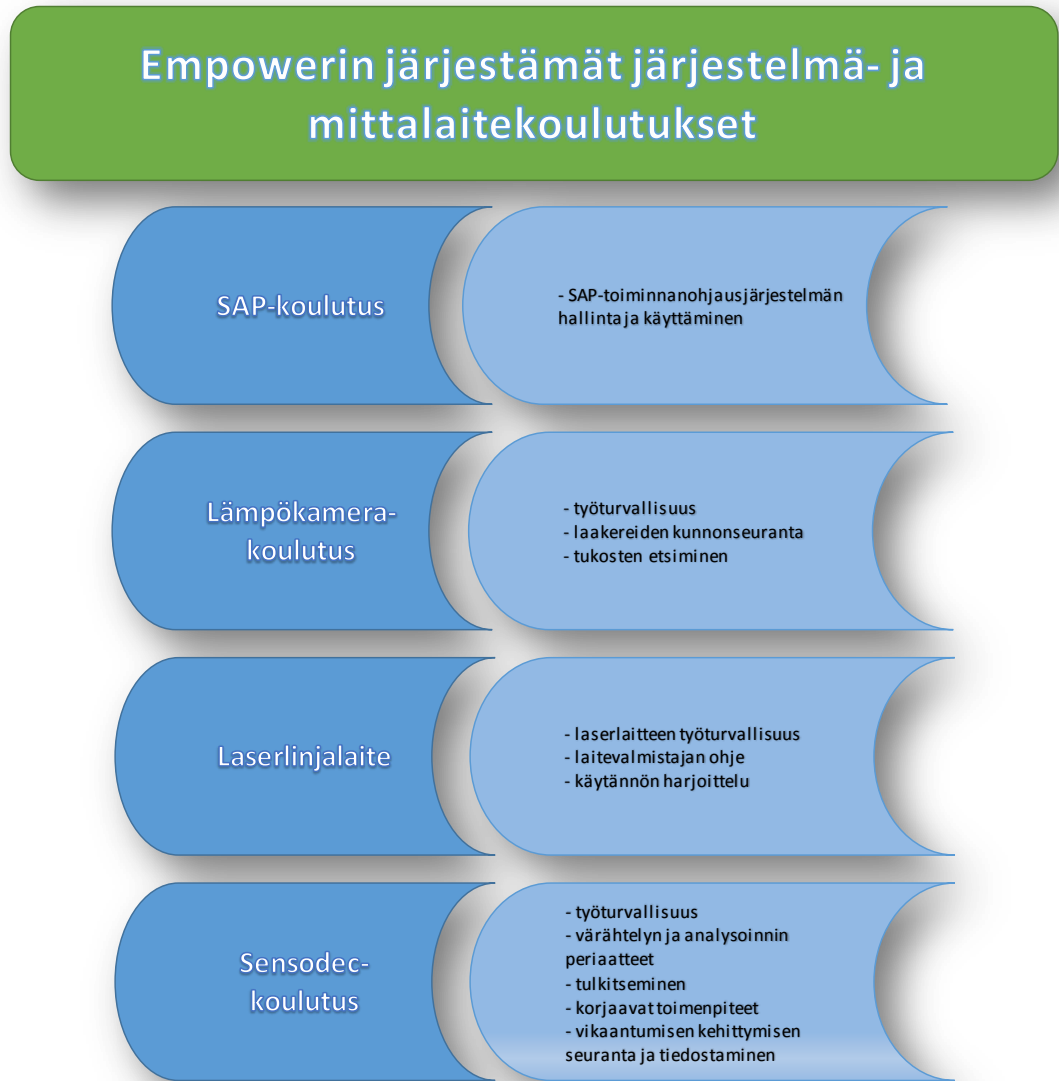 Empowerin järjestämät järjestelmä- ja
mittalaitekoulutukset
SAP-koulutus
- SAP-toiminnanohjausjärjestelmän
hallinta ja käyttäminen
Lämpökamera-
koulutus
- työturvallisuus
- laakereiden kunnonseuranta
- tukosten etsiminen
Laserlinjalaite
- laserlaitteen työturvallisuus
- laitevalmistajan ohje
- käytännön harjoittelu
Sensodec-
koulutus
- työturvallisuus
- värähtelyn ja analysoinnin
periaatteet
- tulkitseminen
- korjaavat toimenpiteet
- vikaantumisen kehittymisen
seuranta ja tiedostaminen